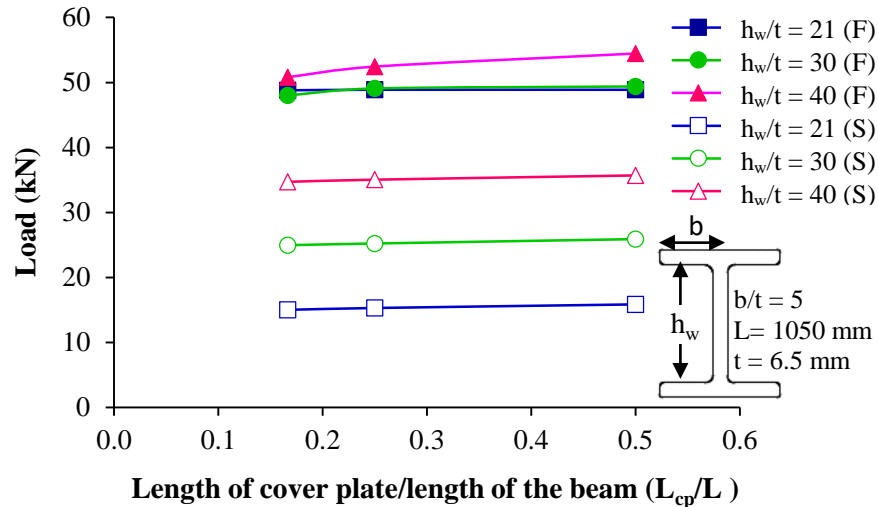 60
50
40
30
20
10
0
Load (kN)
0.0 0.1 0.2 0.3 0.4 0.5 0.6
Length of cover plate/length of the beam (Lcp/L )
hw/t = 21 (F)
hw/t = 30 (F)
hw/t = 40 (F)
hw/t = 21 (S)
hw/t = 30 (S)
hw/t = 40 (S)
b
hw
b/t = 5
L= 1050 mm
t = 6.5 mm